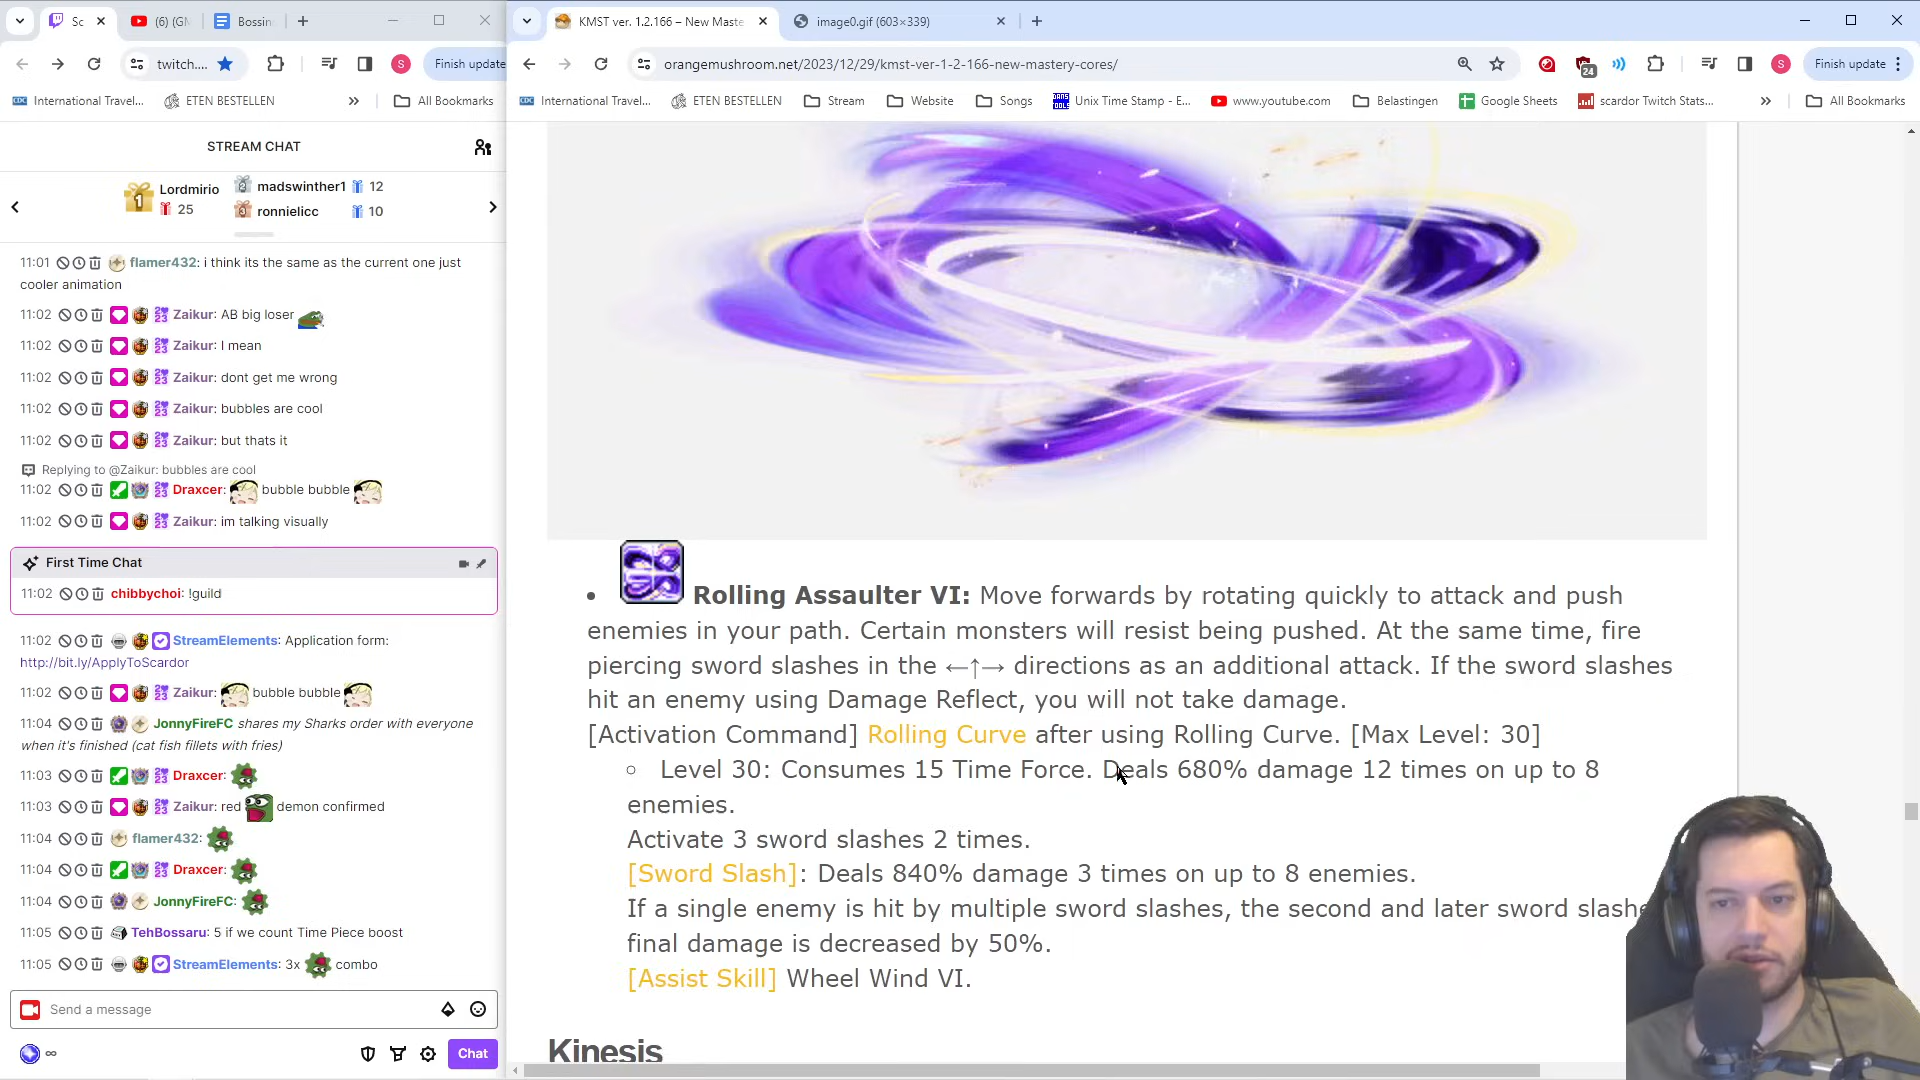 Sc
(6) (GM
Bossin
KMST ver. 1.2.166 – New Maste
image0.gif (603×339)
twitch....
S
Finish update
orangemushroom.net/2023/12/29/kmst-ver-1-2-166-new-mastery-cores/
24
S
Finish update
International Travel...
ETEN BESTELLEN
All Bookmarks
International Travel...
ETEN BESTELLEN
Stream
Website
Songs
Unix Time Stamp - E...
www.youtube.com
Belastingen
Google Sheets
scardor Twitch Stats...
All Bookmarks
STREAM CHAT
1 Lordmirio
25
2 madswinther1 12
3 ronnielicc 10
11:01 flamer432: i think its the same as the current one just
cooler animation
11:02 Zaikur: AB big loser
11:02 Zaikur: I mean
11:02 Zaikur: dont get me wrong
11:02 Zaikur: bubbles are cool
11:02 Zaikur: but thats it
Replying to @Zaikur: bubbles are cool
11:02 Draxcer: bubble bubble
11:02 Zaikur: im talking visually
First Time Chat
11:02 chibbychoi: !guild
11:02 StreamElements: Application form:
http://bit.ly/ApplyToScardor
11:02 Zaikur: bubble bubble
11:04 JonnyFireFC shares my Sharks order with everyone
when it's finished (cat fish fillets with fries)
11:03 Draxcer:
11:03 Zaikur: red demon confirmed
11:04 flamer432:
11:04 Draxcer:
11:04 JonnyFireFC:
11:05 TehBossaru: 5 if we count Time Piece boost
11:05 StreamElements: 3x combo
Send a message
∞
Chat
• Rolling Assaulter VI: Move forwards by rotating quickly to attack and push
enemies in your path. Certain monsters will resist being pushed. At the same time, fire
piercing sword slashes in the ←↑→ directions as an additional attack. If the sword slashes
hit an enemy using Damage Reflect, you will not take damage.
[Activation Command] Rolling Curve after using Rolling Curve. [Max Level: 30]
○ Level 30: Consumes 15 Time Force. Deals 680% damage 12 times on up to 8
enemies.
Activate 3 sword slashes 2 times.
[Sword Slash]: Deals 840% damage 3 times on up to 8 enemies.
If a single enemy is hit by multiple sword slashes, the second and later sword slashe
final damage is decreased by 50%.
[Assist Skill] Wheel Wind VI.
Kinesis